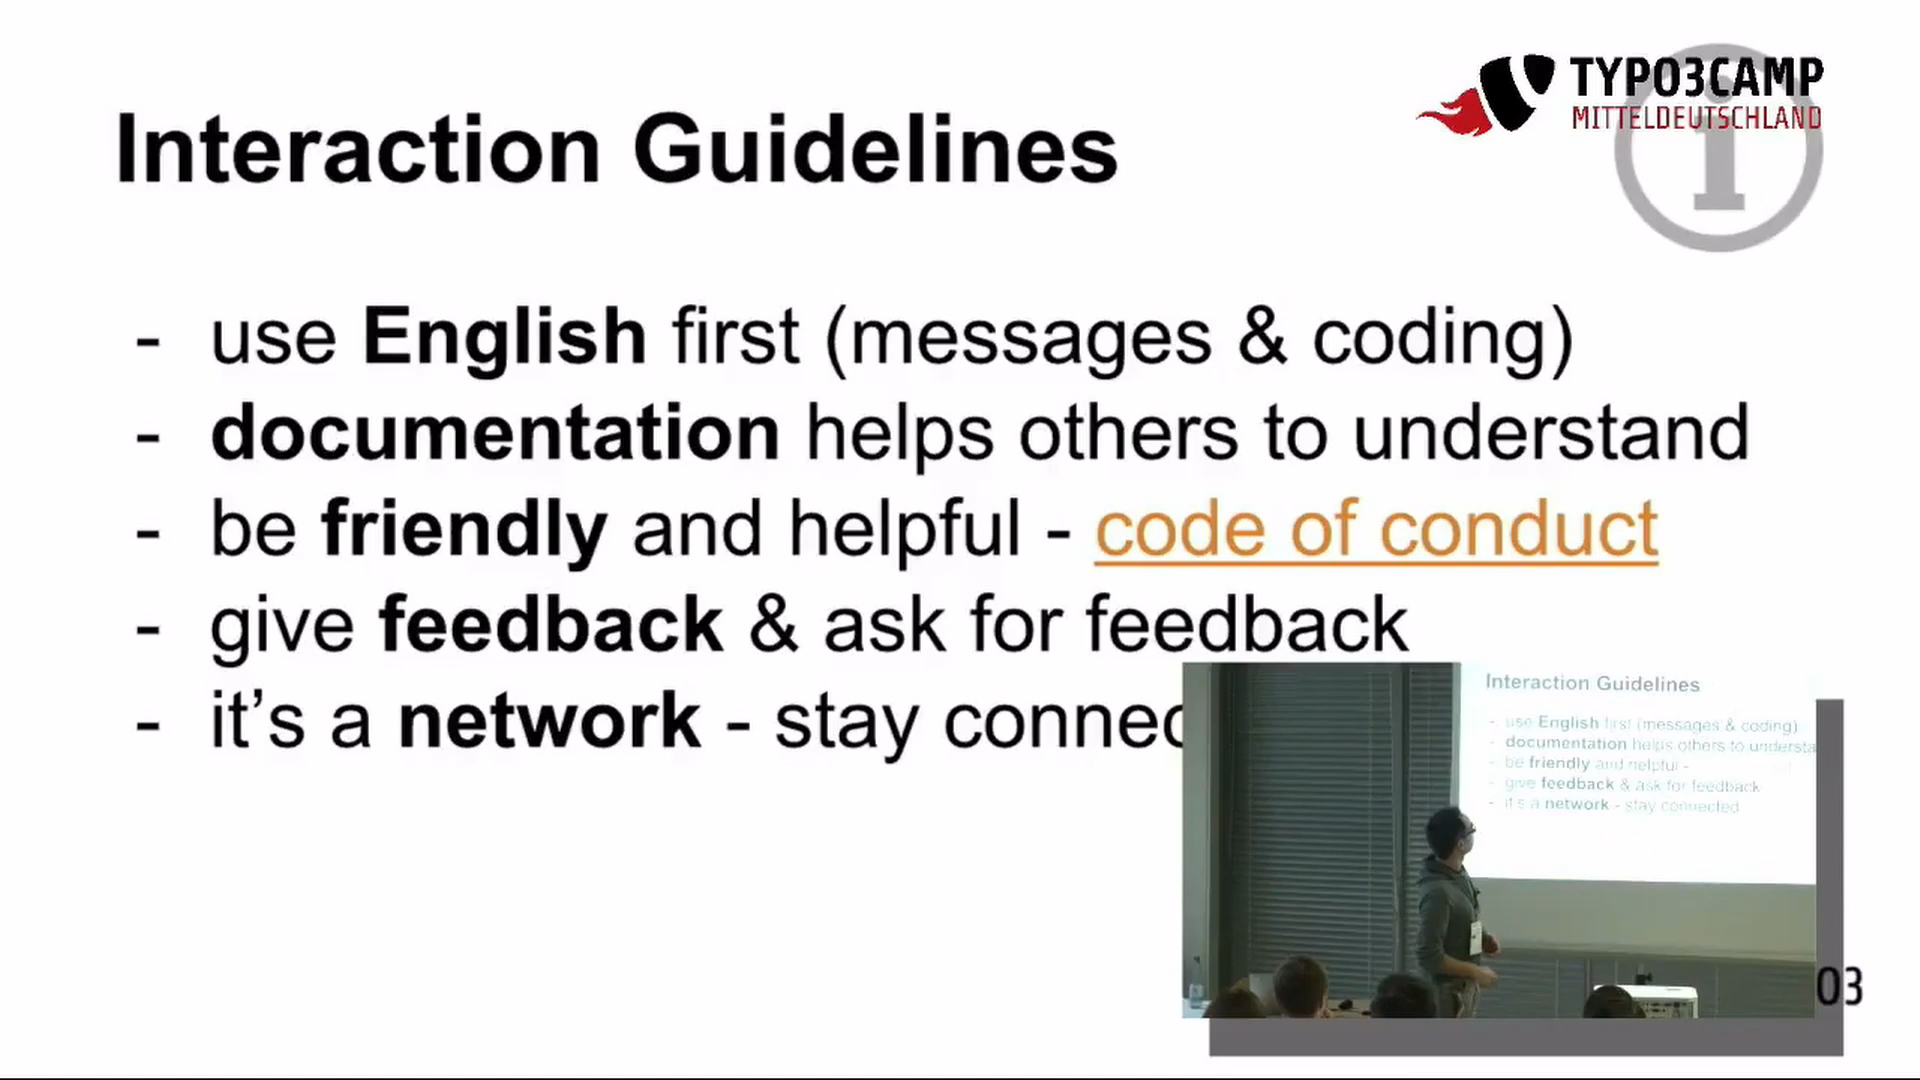 TYPO3CAMP
MITTELDEUTSCHLAND
Interaction Guidelines
- use English first (messages & coding)
- documentation helps others to understand
- be friendly and helpful - code of conduct
- give feedback & ask for feedback
- it's a network - stay connec
Interaction Guidelines
- use English first (messages & coding)
- documentation helps others to understa
- be friendly and helpful -
- give feedback & ask for feedback
- it's a network - stay connected
03